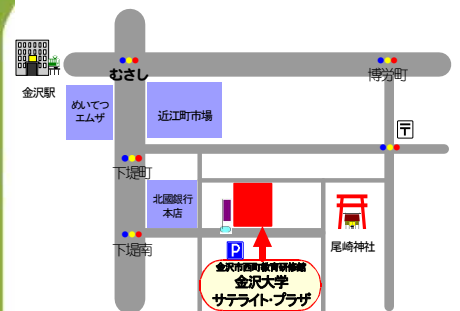 金沢駅
むさし
博労町
めいてつ
エムザ
近江町市場
〒
下堤町
北國銀行
本店
下堤南
P
尾崎神社
金沢市西町教育研修館
金沢大学
サテライト・プラザ